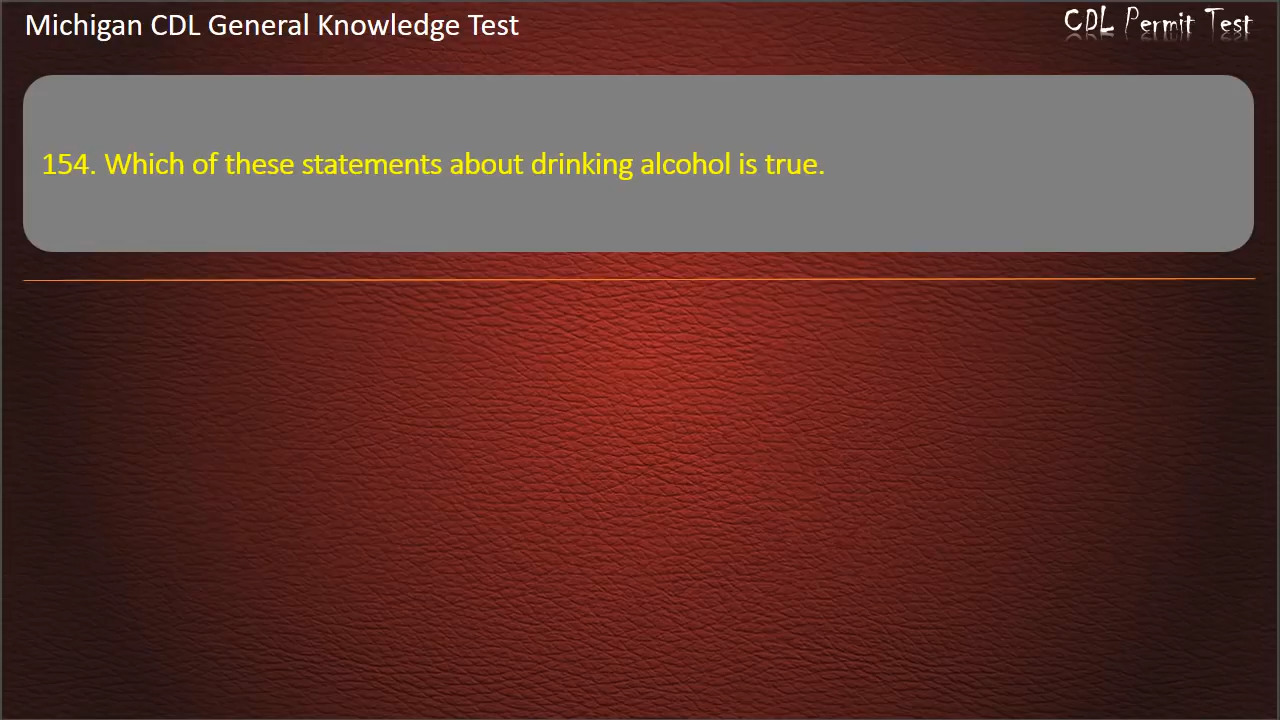 Michigan CDL General Knowledge Test
CDL Permit Test
154. Which of these statements about drinking alcohol is true.